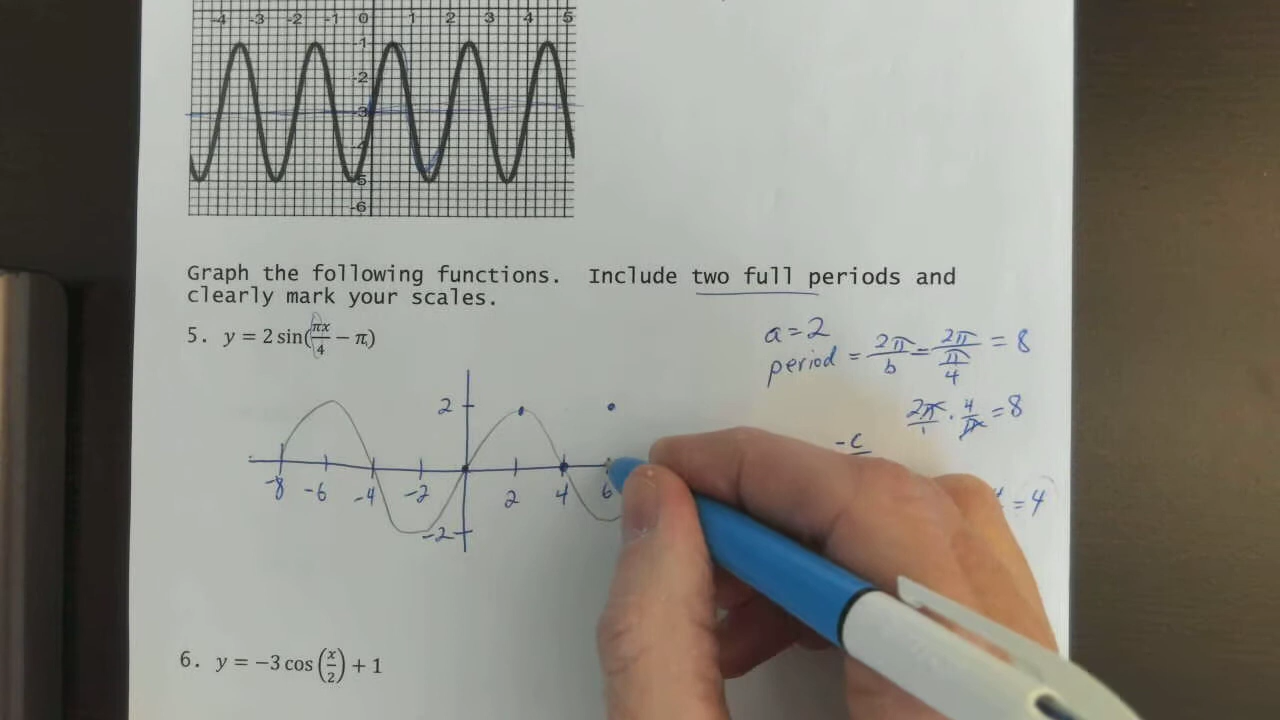 -4 -3 -2 -1 0 1 2 3 4 5
-1
-2
-3
-5
-6
Graph the following functions. Include two full periods and
clearly mark your scales.
5. y = 2 sin(πx/4 − π)
a=2
period = 2π/b = 2π/(π/4) = 8
2π/1 · 4/π = 8
-c
= 4
2
-8 -6 -4 -2 2 4 6
-2
6. y = −3 cos(x/2) + 1